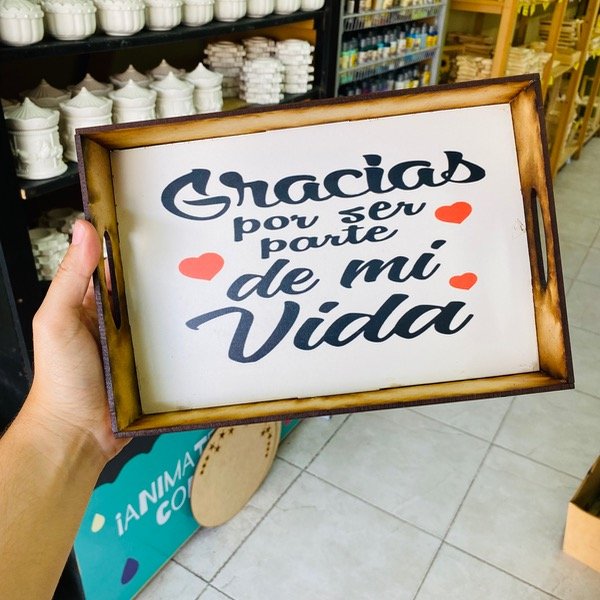 Gracias
por ser
parte
de mi
Vida
¡ANIMAT
CO